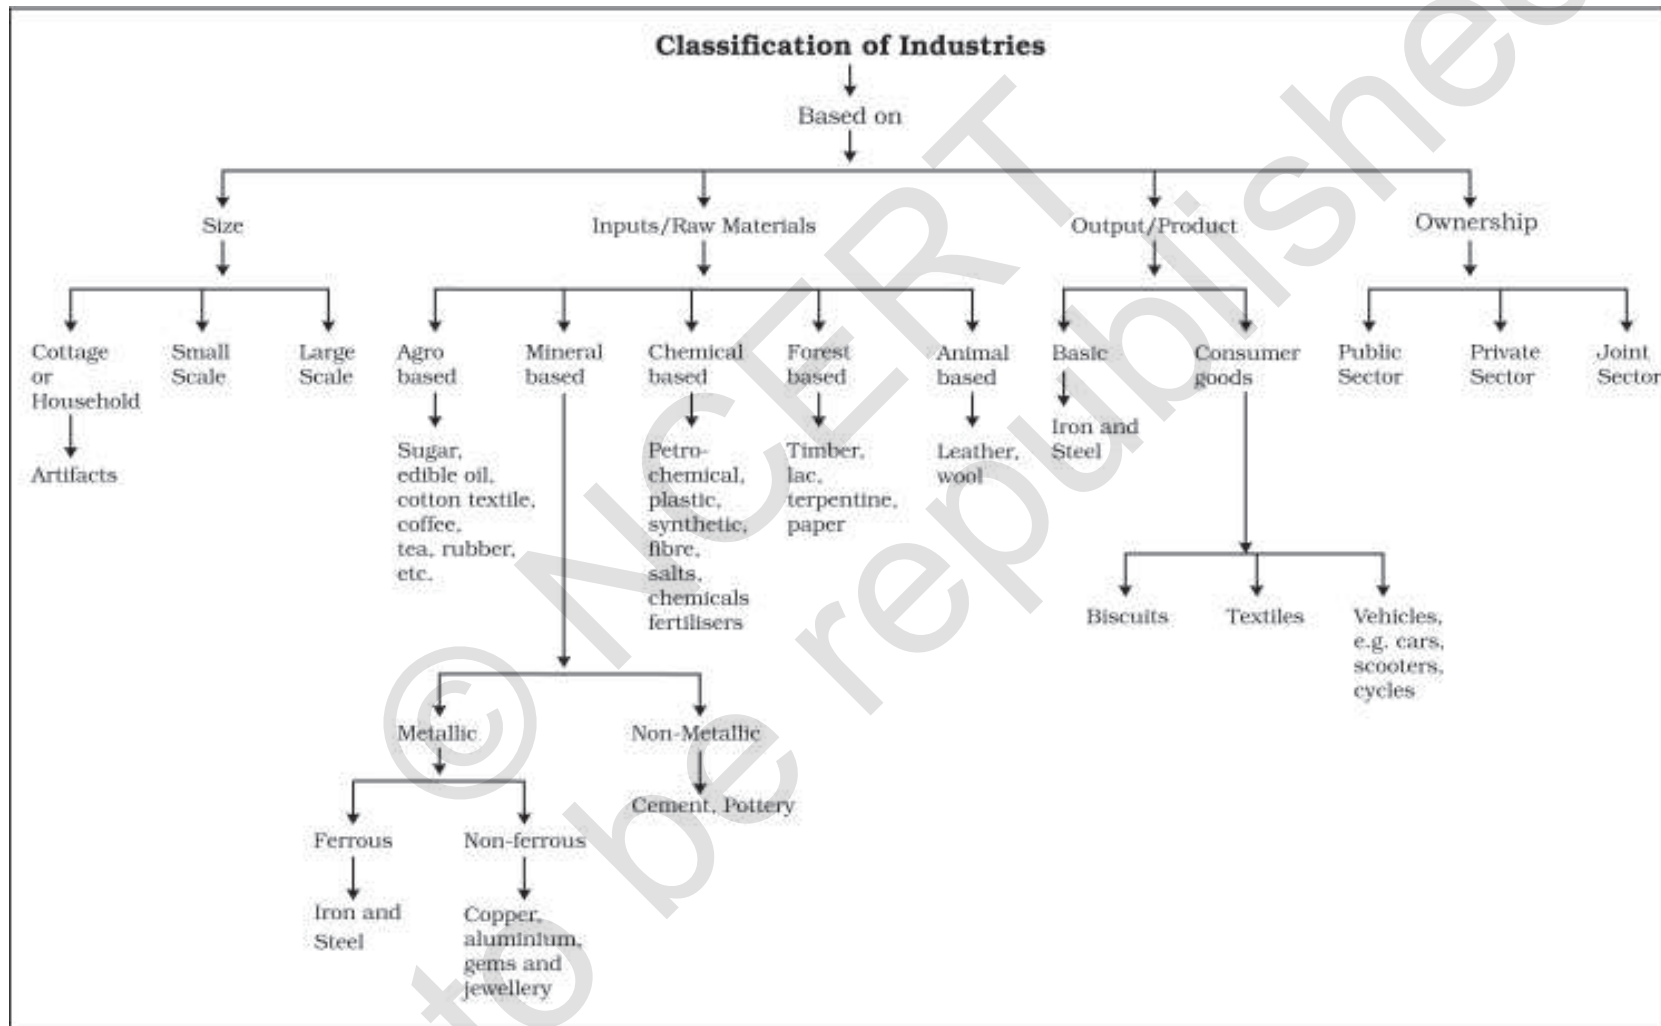 Classification of Industries
Based on
Size
Inputs/Raw Materials
Output/Product
Ownership
Cottage
or
Household
Small
Scale
Large
Scale
Agro
based
Mineral
based
Chemical
based
Forest
based
Animal
based
Basic
Consumer
goods
Public
Sector
Private
Sector
Joint
Sector
Artifacts
Sugar,
edible oil,
cotton textile,
coffee,
tea, rubber,
etc.
Petro-
chemical,
plastic,
synthetic,
fibre,
salts,
chemicals
fertilisers
Timber,
lac,
terpentine,
paper
Leather,
wool
Iron and
Steel
Biscuits
Textiles
Vehicles,
e.g. cars,
scooters,
cycles
Metallic
Non-Metallic
Cement, Pottery
Ferrous
Non-ferrous
Iron and
Steel
Copper,
aluminium,
gems and
jewellery
© NCERT
to be republished